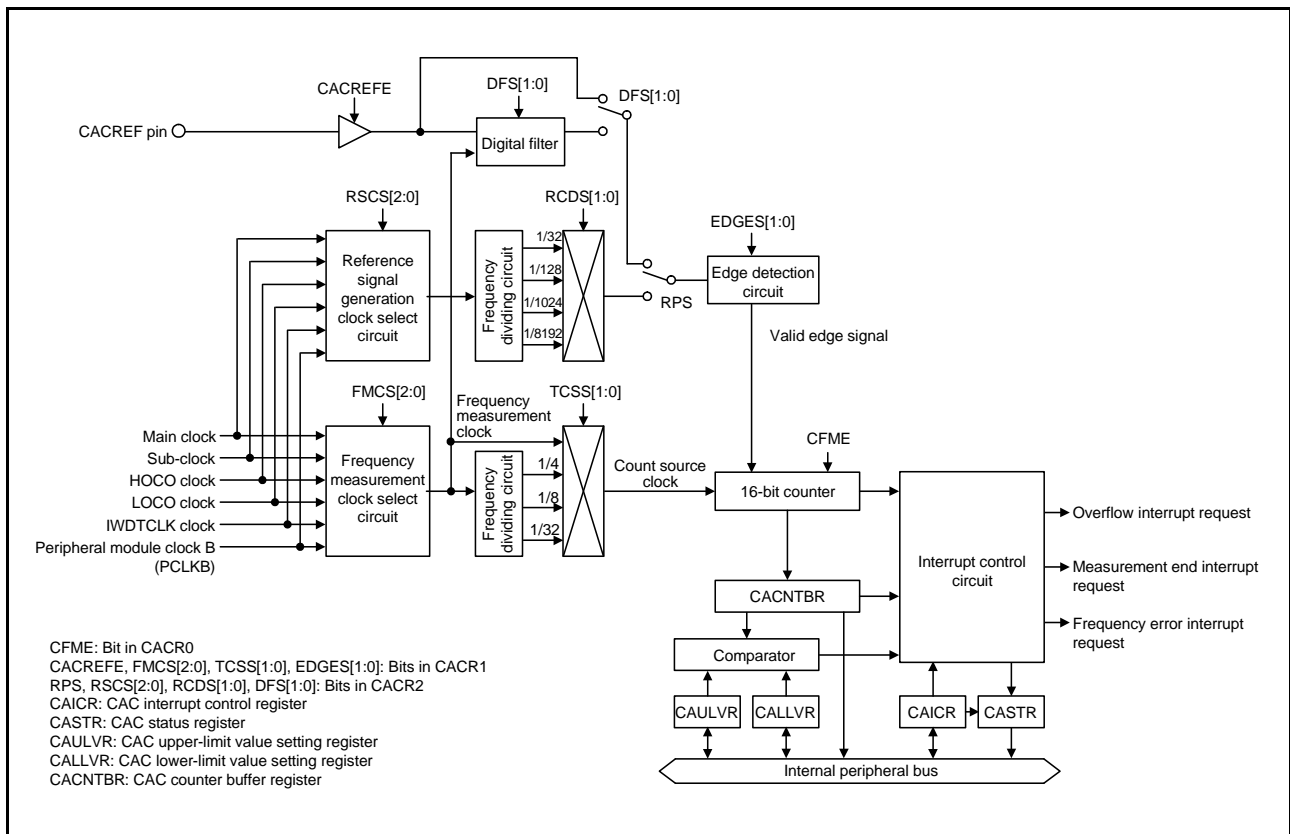 CACREFE
DFS[1:0]
DFS[1:0]
CACREF pin
Digital filter
RSCS[2:0]
RCDS[1:0]
EDGES[1:0]
Reference
signal
generation
clock select
circuit
Frequency
dividing circuit
1/32
1/128
1/1024
1/8192
RPS
Edge detection
circuit
Valid edge signal
FMCS[2:0]
Frequency
measurement
clock
TCSS[1:0]
CFME
Main clock
Sub-clock
HOCO clock
LOCO clock
IWDTCLK clock
Peripheral module clock B
(PCLKB)
Frequency
measurement
clock select
circuit
Frequency
dividing circuit
1/4
1/8
1/32
Count source
clock
16-bit counter
Interrupt control
circuit
Overflow interrupt request
Measurement end interrupt
request
Frequency error interrupt
request
CACNTBR
Comparator
CAULVR
CALLVR
CAICR
CASTR
Internal peripheral bus
CFME: Bit in CACR0
CACREFE, FMCS[2:0], TCSS[1:0], EDGES[1:0]: Bits in CACR1
RPS, RSCS[2:0], RCDS[1:0], DFS[1:0]: Bits in CACR2
CAICR: CAC interrupt control register
CASTR: CAC status register
CAULVR: CAC upper-limit value setting register
CALLVR: CAC lower-limit value setting register
CACNTBR: CAC counter buffer register